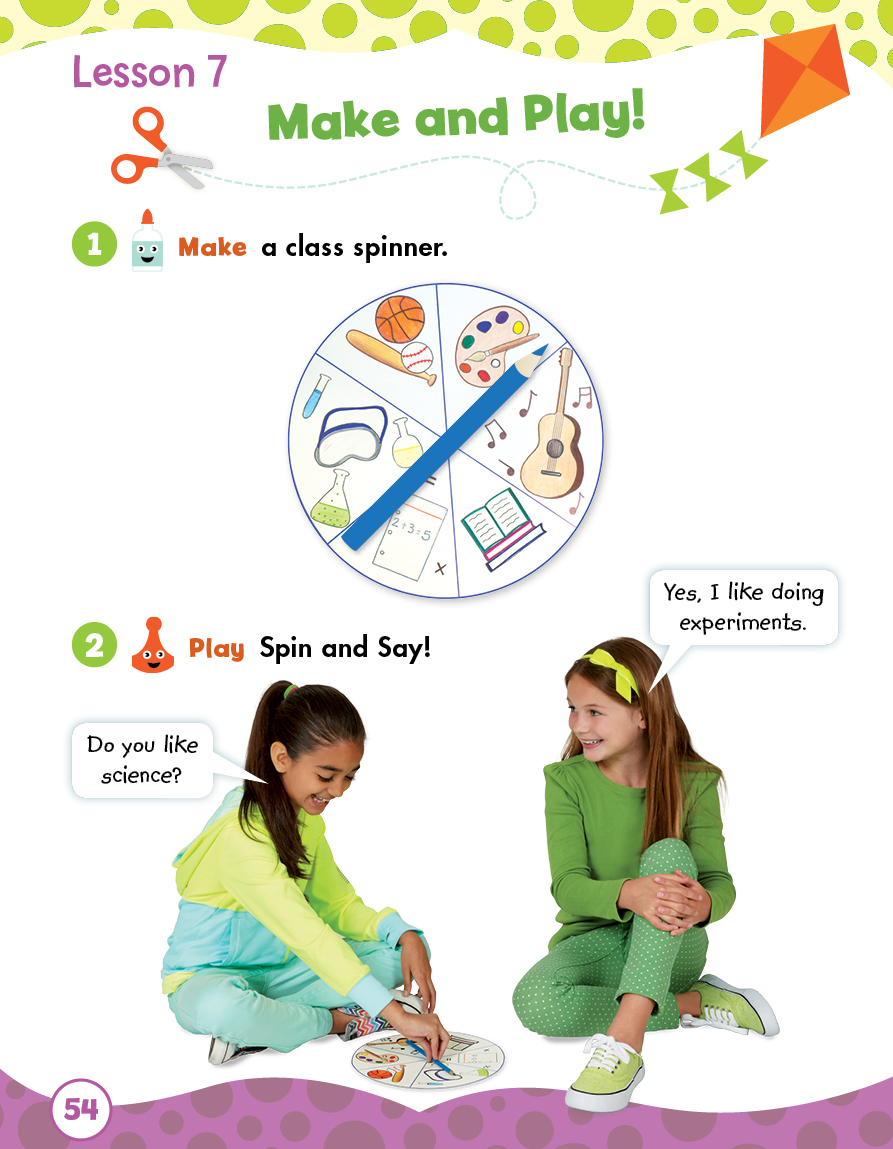 Lesson 7
Make and Play!
1 Make a class spinner.
2+3=5
x
2 Play Spin and Say!
Yes, I like doing
experiments.
Do you like
science?
54